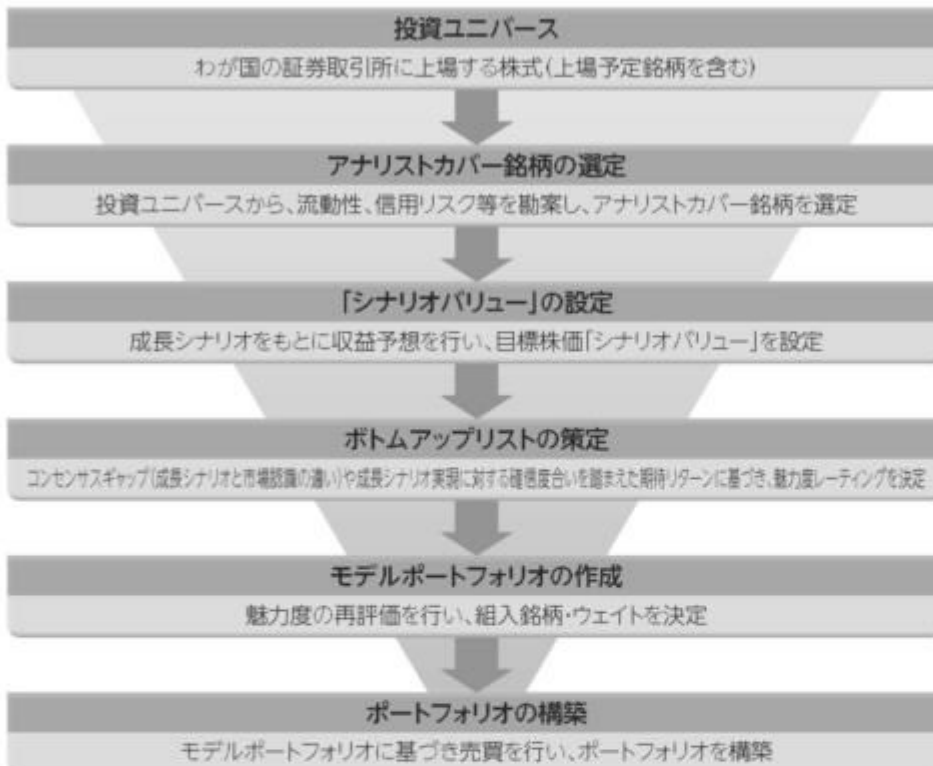 投資ユニバース
わが国の証券取引所に上場する株式(上場予定銘柄を含む)
アナリストカバー銘柄の選定
投資ユニバースから、流動性、信用リスク等を勘案し、アナリストカバー銘柄を選定
「シナリオバリュー」の設定
成長シナリオをもとに収益予想を行い、目標株価「シナリオバリュー」を設定
ボトムアップリストの策定
コンセンサスギャップ(成長シナリオと市場認識の違い)や成長シナリオ実現に対する確信度合いを踏まえた期待リターンに基づき、魅力度レーティングを決定
モデルポートフォリオの作成
魅力度の再評価を行い、組入銘柄・ウェイトを決定
ポートフォリオの構築
モデルポートフォリオに基づき売買を行い、ポートフォリオを構築